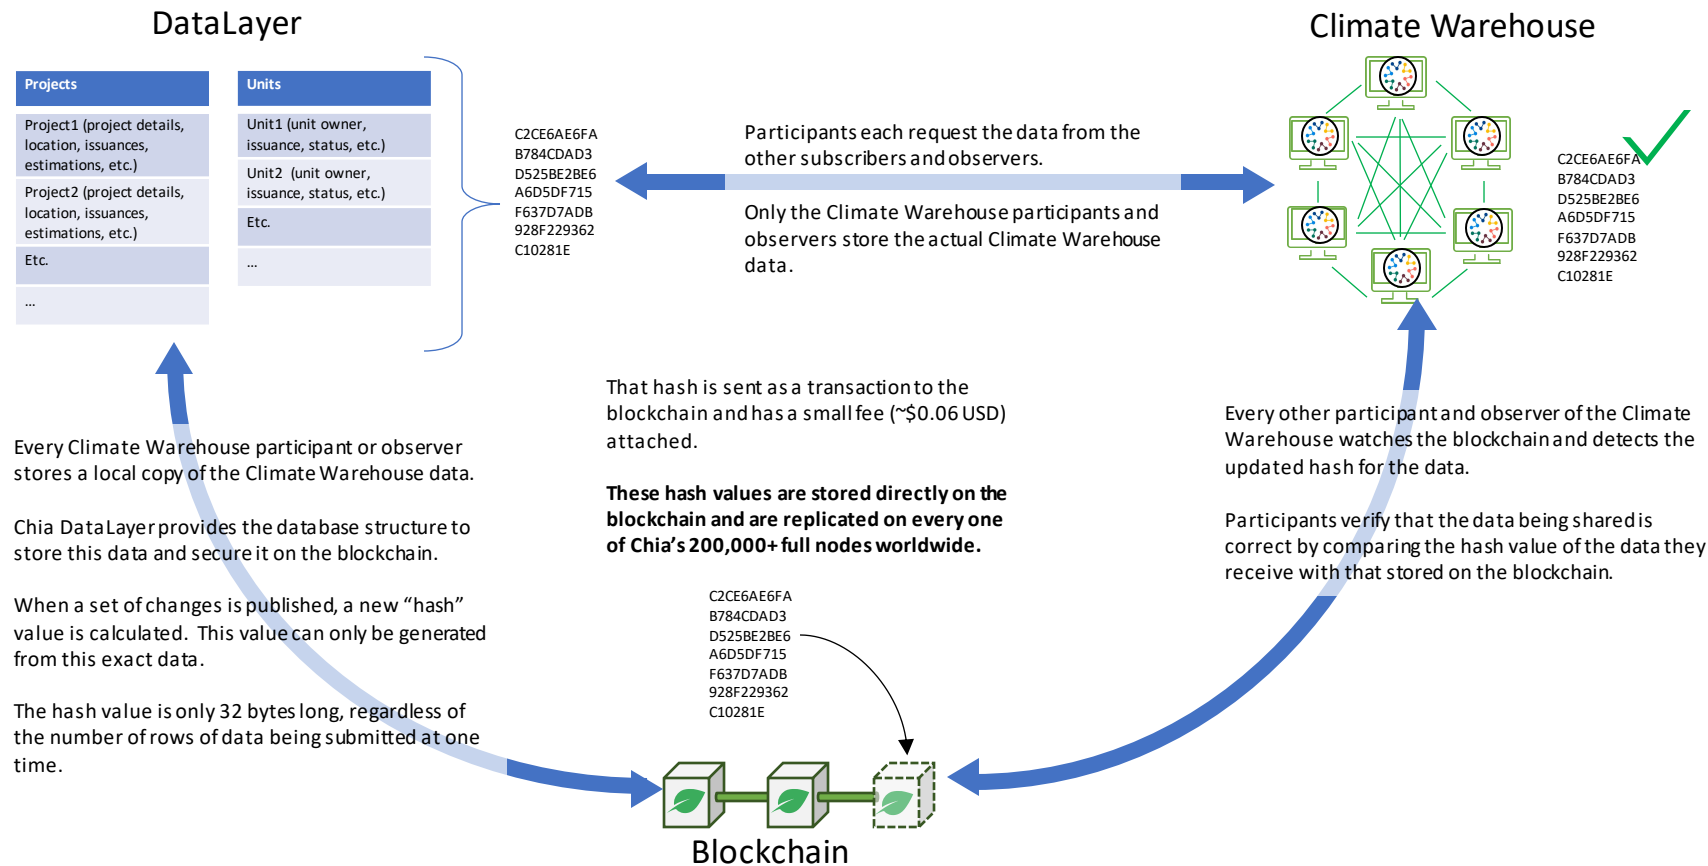 DataLayer
Climate Warehouse
Projects
Project1 (project details,
location, issuances,
estimations, etc.)
Project2 (project details,
location, issuances,
estimations, etc.)
Etc.
...
Units
Unit1 (unit owner,
issuance, status, etc.)
Unit2 (unit owner,
issuance, status, etc.)
Etc.
...
C2CE6AE6FA
B784CDAD3
D525BE2BE6
A6D5DF715
F637D7ADB
928F229362
C10281E
Participants each request the data from the
other subscribers and observers.
Only the Climate Warehouse participants and
observers store the actual Climate Warehouse
data.
C2CE6AE6FA
B784CDAD3
D525BE2BE6
A6D5DF715
F637D7ADB
928F229362
C10281E
Every Climate Warehouse participant or observer
stores a local copy of the Climate Warehouse data.
Chia DataLayer provides the database structure to
store this data and secure it on the blockchain.
When a set of changes is published, a new “hash”
value is calculated. This value can only be generated
from this exact data.
The hash value is only 32 bytes long, regardless of
the number of rows of data being submitted at one
time.
That hash is sent as a transaction to the
blockchain and has a small fee (~$0.06 USD)
attached.
These hash values are stored directly on the
blockchain and are replicated on every one
of Chia’s 200,000+ full nodes worldwide.
C2CE6AE6FA
B784CDAD3
D525BE2BE6
A6D5DF715
F637D7ADB
928F229362
C10281E
Every other participant and observer of the Climate
Warehouse watches the blockchain and detects the
updated hash for the data.
Participants verify that the data being shared is
correct by comparing the hash value of the data they
receive with that stored on the blockchain.
Blockchain